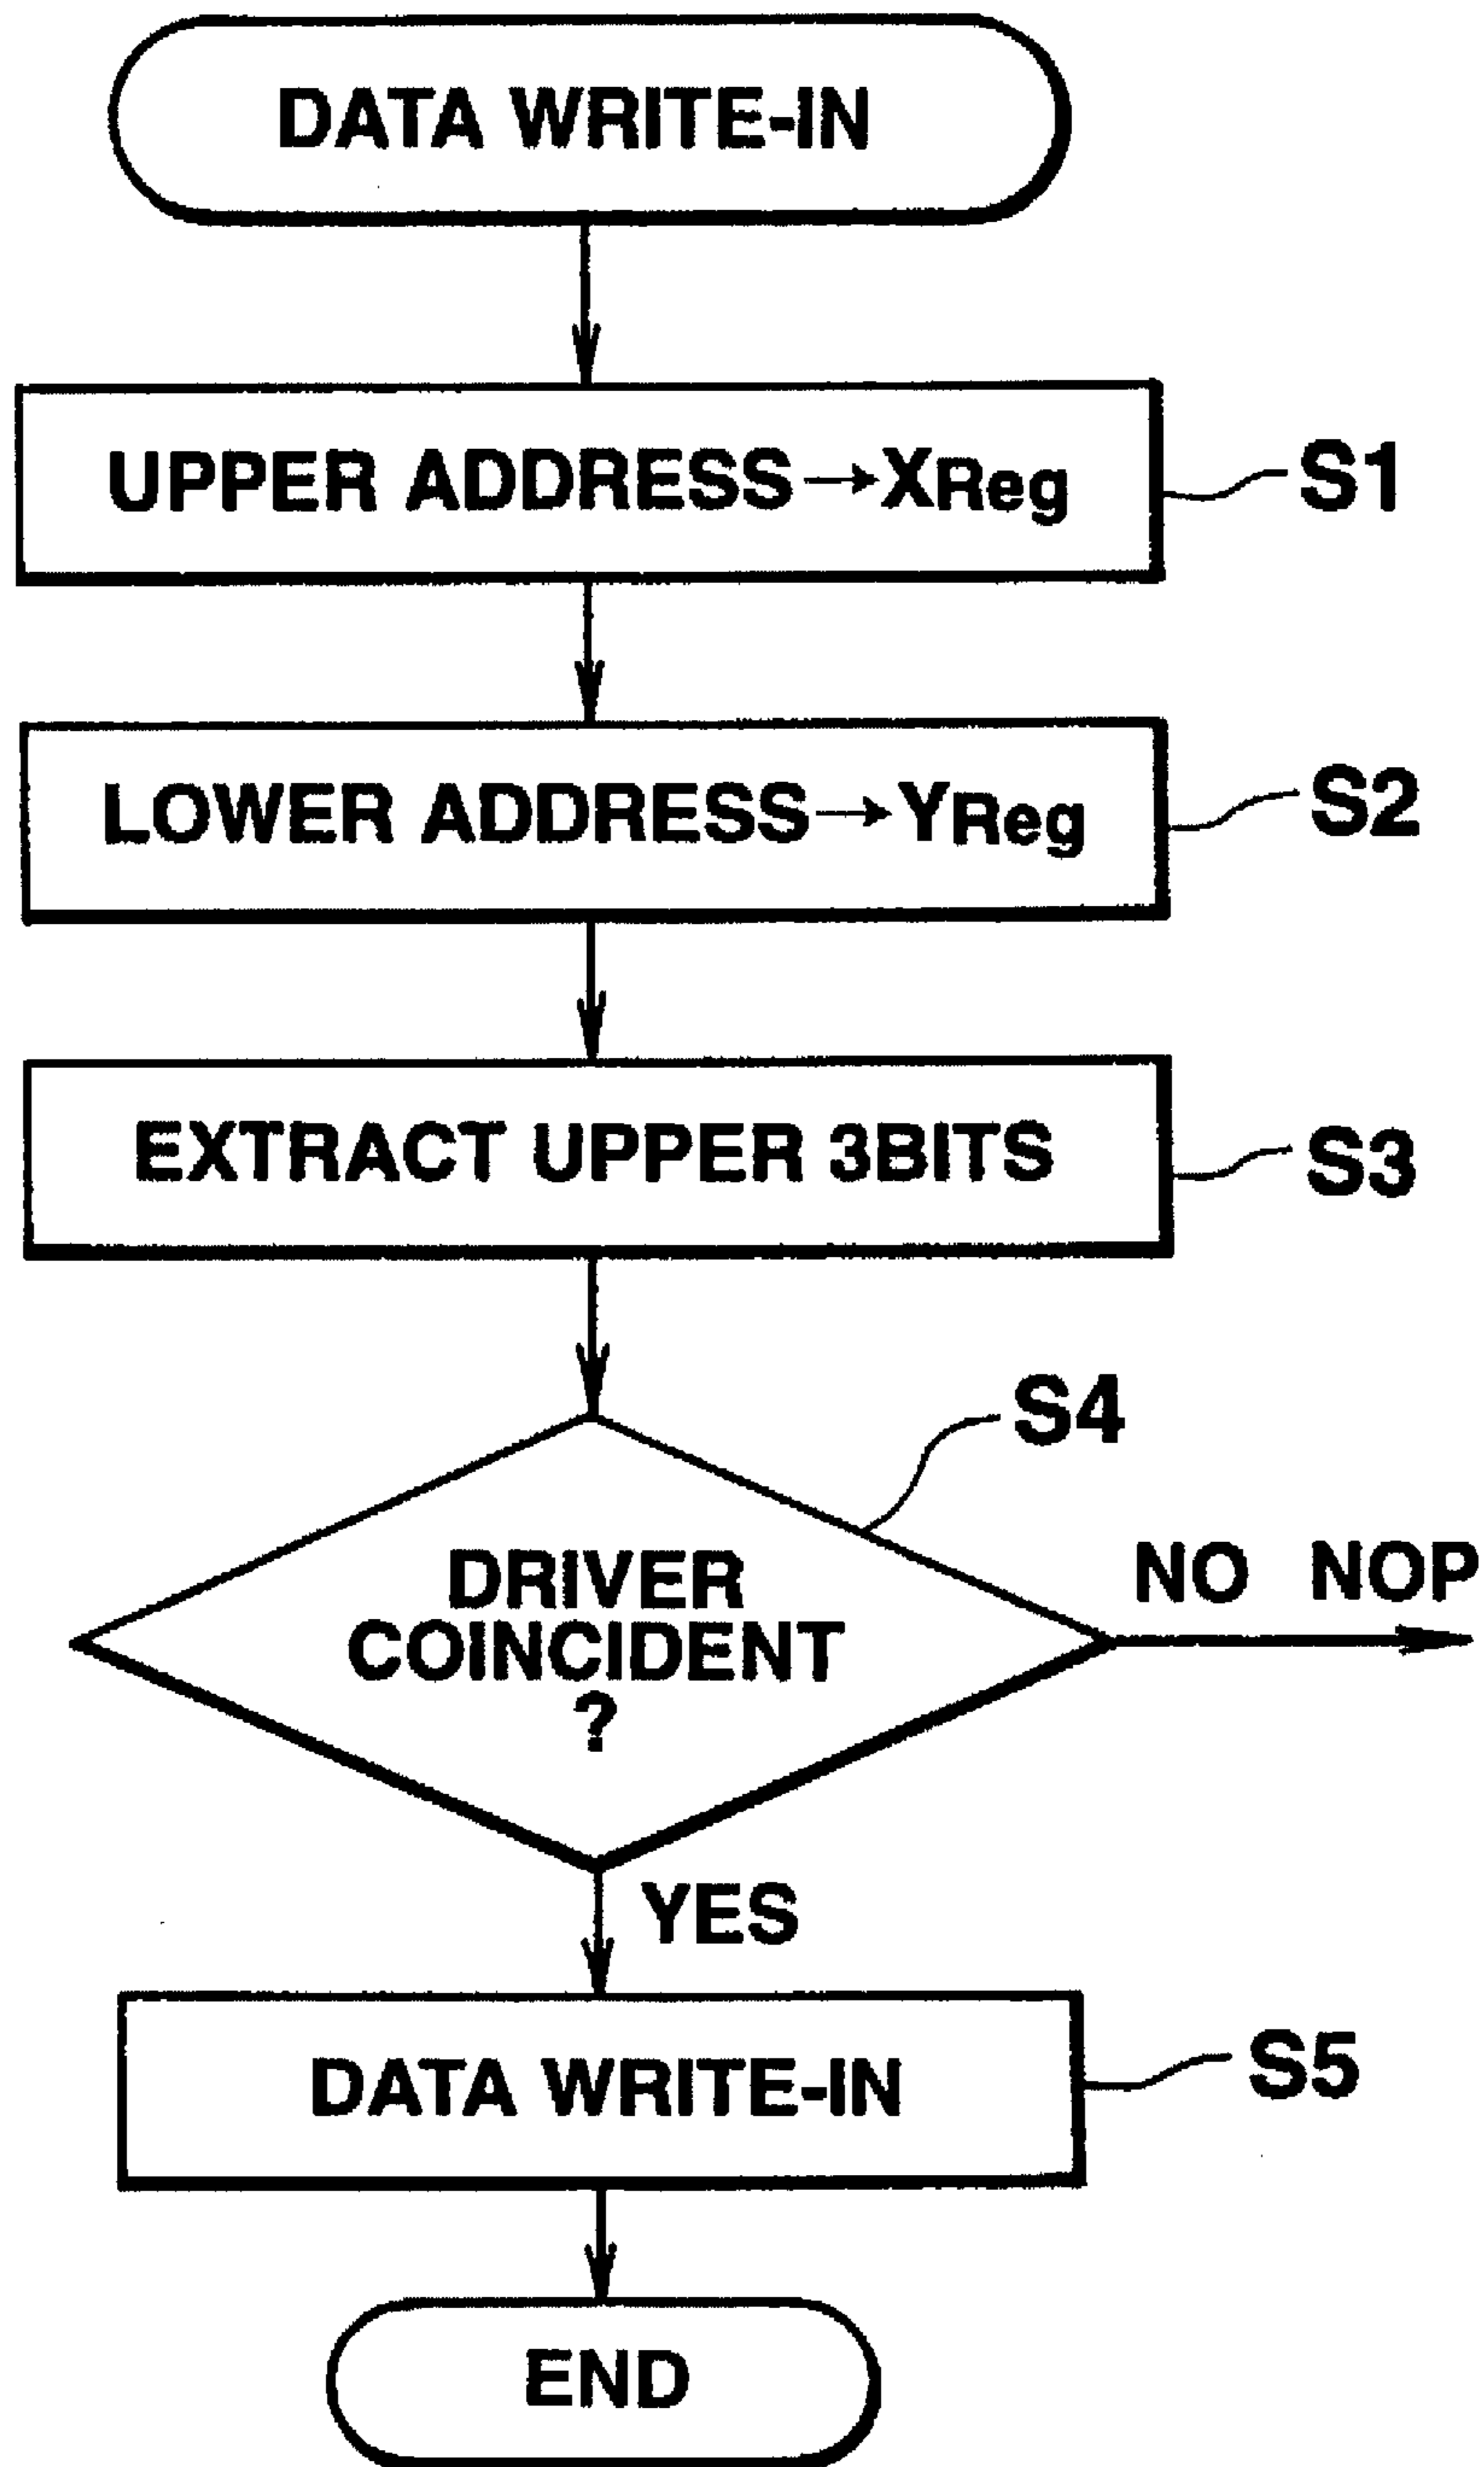 DATA WRITE-IN
UPPER ADDRESS→XReg
S1
LOWER ADDRESS→YReg
S2
EXTRACT UPPER 3BITS
S3
S4
DRIVER
COINCIDENT
?
NO NOP
YES
DATA WRITE-IN
S5
END